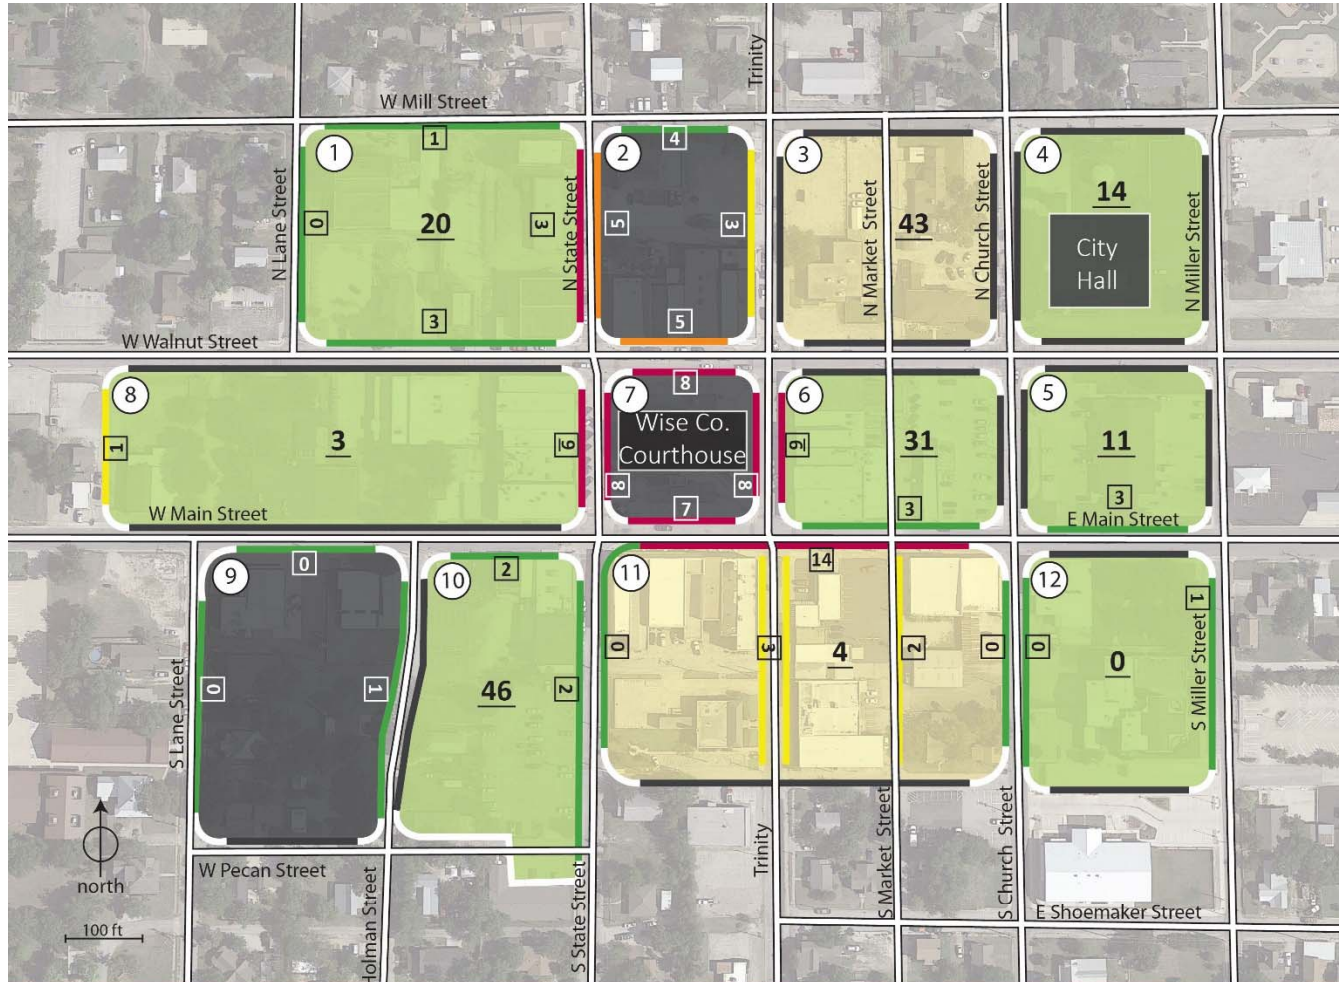 Trinity
W Mill Street
1
1
0
20
3
3
N Lane Street
N State Street
2
4
5
3
5
3
43
N Market Street
N Church Street
4
14
City
Hall
N Miller Street
W Walnut Street
8
1
3
9
W Main Street
7
8
Wise Co.
Courthouse
8
8
7
6
9
31
3
5
11
3
E Main Street
9
0
0
1
S Lane Street
10
2
46
2
11
14
0
3
4
2
0
12
0
0
1
S Miller Street
north
100 ft
W Pecan Street
Holman Street
S State Street
Trinity
S Market Street
S Church Street
E Shoemaker Street